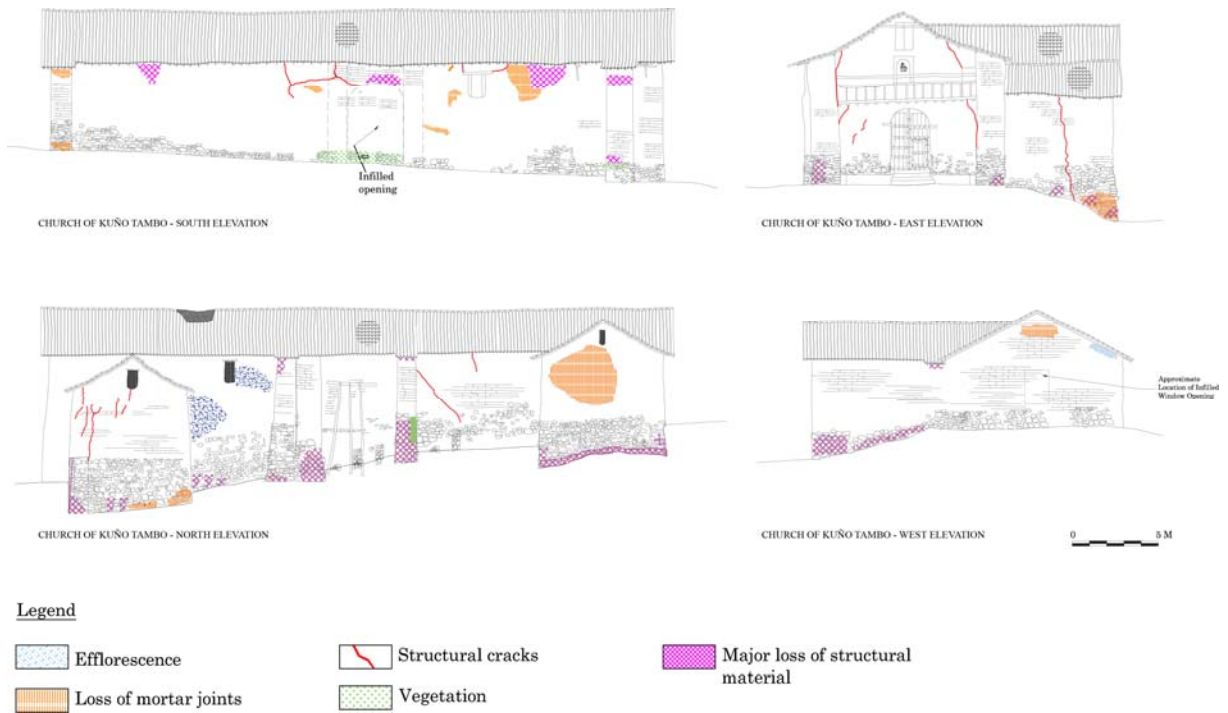 Infilled
opening
CHURCH OF KUÑO TAMBO - SOUTH ELEVATION
CHURCH OF KUÑO TAMBO - EAST ELEVATION
Approximate
Location of Infilled
Window Opening
CHURCH OF KUÑO TAMBO - NORTH ELEVATION
CHURCH OF KUÑO TAMBO - WEST ELEVATION
0 5 M
Legend
Efflorescence
Structural cracks
Major loss of structural
material
Loss of mortar joints
Vegetation